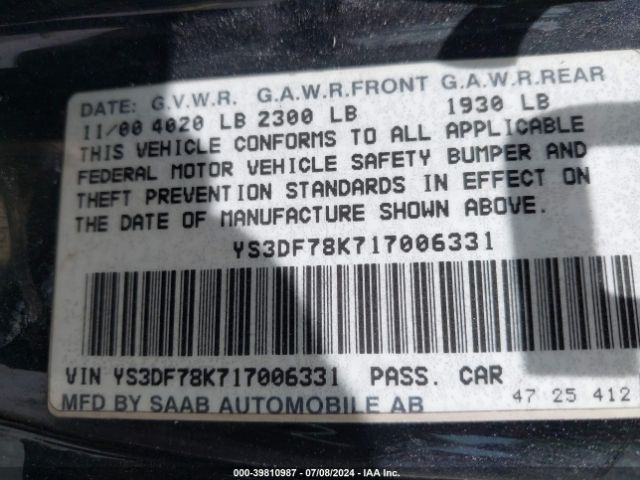 DATE: G.V.W.R. G.A.W.R.FRONT G.A.W.R.REAR
11/00 4020 LB 2300 LB 1930 LB
THIS VEHICLE CONFORMS TO ALL APPLICABLE
FEDERAL MOTOR VEHICLE SAFETY BUMPER AND
THEFT PREVENTION STANDARDS IN EFFECT ON
THE DATE OF MANUFACTURE SHOWN ABOVE.
YS3DF78K717006331
VIN YS3DF78K717006331 PASS. CAR
MFD BY SAAB AUTOMOBILE AB 47 25 412
000-39810987 - 07/08/2024 - IAA Inc.